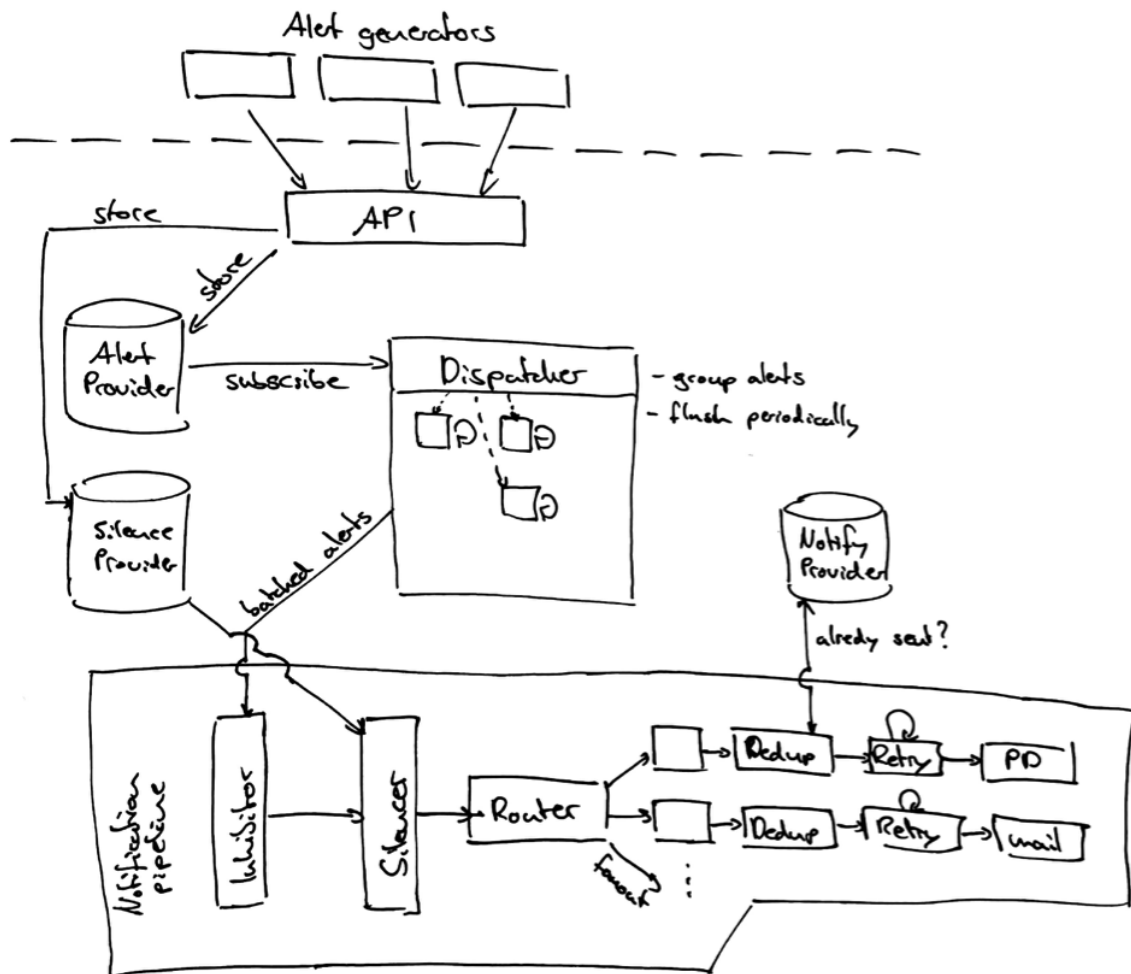 Alert generators
API
store
store
Alert
Provider
subscribe
Dispatcher
- group alerts
- flush periodically
Silence
Provider
batched alerts
Notify
Provider
alredy sent?
Notification
pipeline
Inhibitor
Silencer
Router
fanout
Dedup
Retry
PD
Dedup
Retry
mail